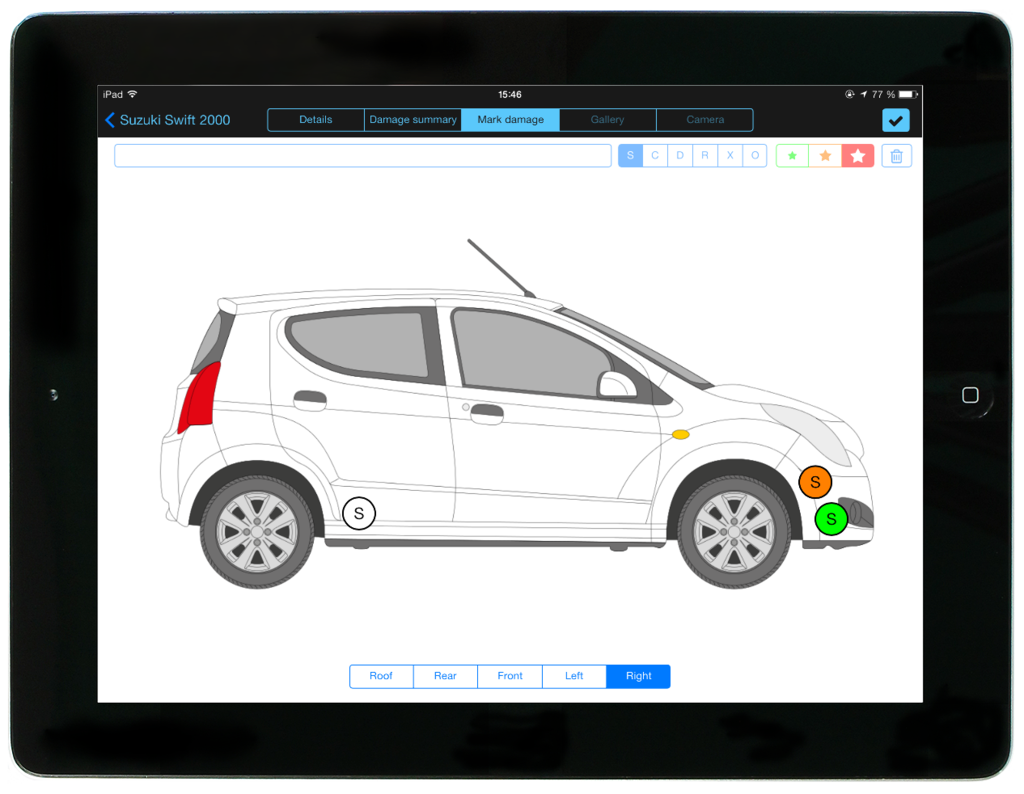 iPad 15:46 77 %
Suzuki Swift 2000 Details Damage summary Mark damage Gallery Camera
S C D R X O
S
S
S
Roof Rear Front Left Right